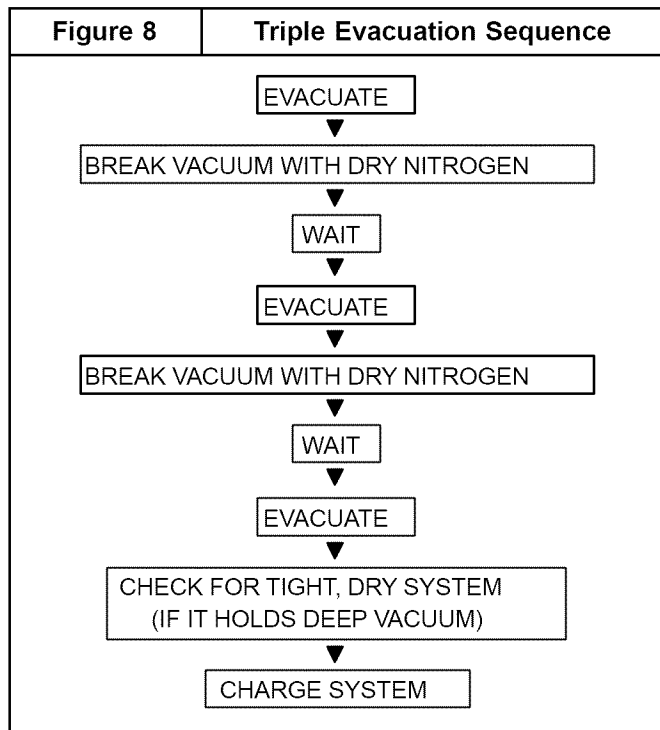 Figure 8 Triple Evacuation Sequence
EVACUATE
BREAK VACUUM WITH DRY NITROGEN
WAIT
EVACUATE
BREAK VACUUM WITH DRY NITROGEN
WAIT
EVACUATE
CHECK FOR TIGHT, DRY SYSTEM
(IF IT HOLDS DEEP VACUUM)
CHARGE SYSTEM